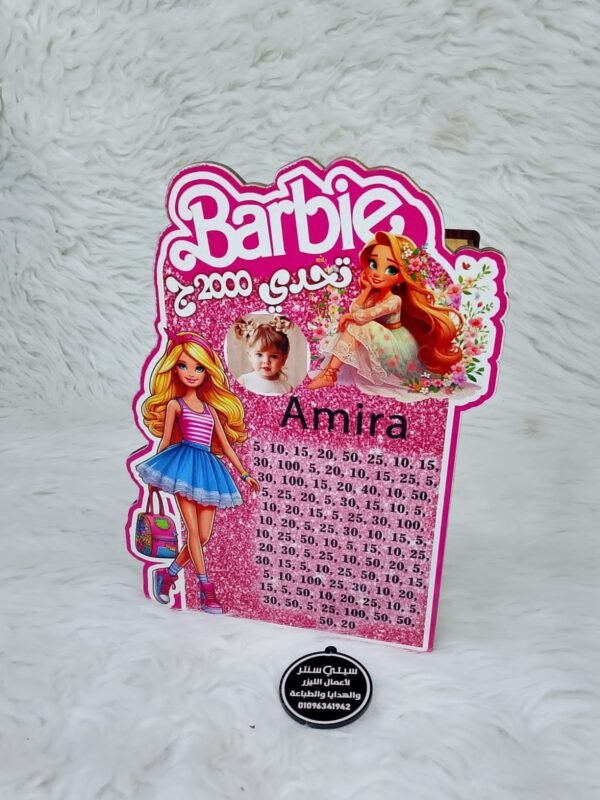 Barbie
تحدي 2000 ج
Amira
5, 10, 15, 20, 50, 25, 10, 15,
30, 100, 5, 20, 10, 15, 25, 5,
30, 100, 15, 20, 40, 10, 50,
5, 25, 20, 5, 30, 15, 10, 5,
10, 20, 15, 5, 25, 30, 100,
10, 20, 5, 25, 30, 10, 15, 5,
10, 25, 50, 10, 5, 15, 10, 25,
20, 30, 5, 25, 10, 50, 20, 5,
30, 15, 5, 10, 25, 50, 10, 15,
5, 10, 100, 25, 30, 10, 20,
15, 5, 50, 10, 20, 25, 10, 5,
30, 50, 5, 25, 100, 50, 50,
50, 20
سيتي سنتر
لأعمال الليزر
والهدايا والطباعة
01096341942